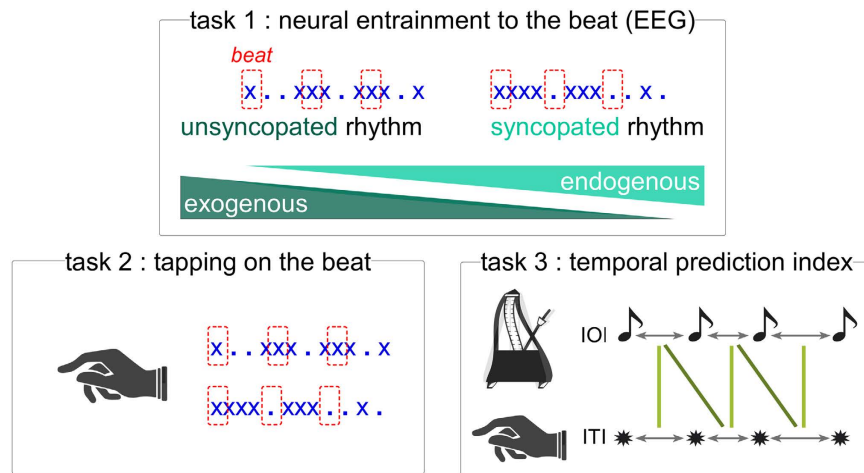 task 1 : neural entrainment to the beat (EEG)
beat
x..xxx.xxx.x xxxx.xxx..x.
unsyncopated rhythm syncopated rhythm
endogenous
exogenous
task 2 : tapping on the beat
x..xxx.xxx.x
xxxx.xxx..x.
task 3 : temporal prediction index
IOI
ITI